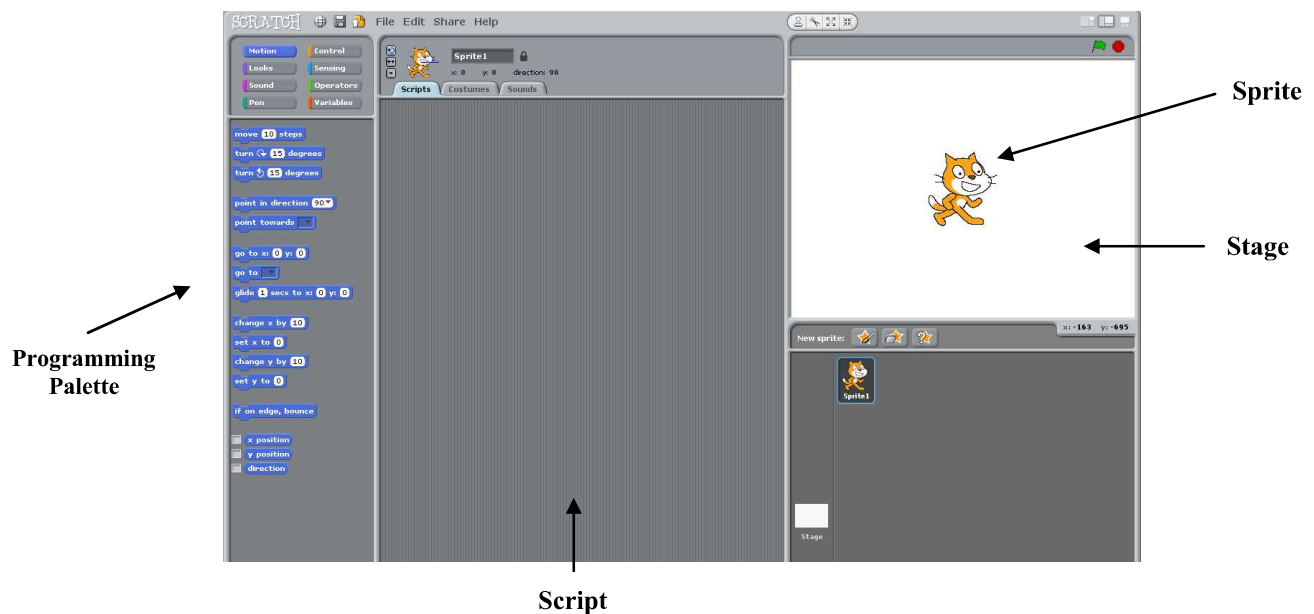 SCRATCH File Edit Share Help
Motion Control
Looks Sensing
Sound Operators
Pen Variables
Sprite1
x: 0 y: 0 direction: 90
Scripts Costumes Sounds
move 10 steps
turn 15 degrees
turn 15 degrees
point in direction 90
point towards
go to x: 0 y: 0
go to
glide 1 secs to x: 0 y: 0
change x by 10
set x to 0
change y by 10
set y to 0
if on edge, bounce
x position
y position
direction
x: -163 y: -695
New sprite:
Sprite1
Stage
Sprite
Stage
Programming
Palette
Script